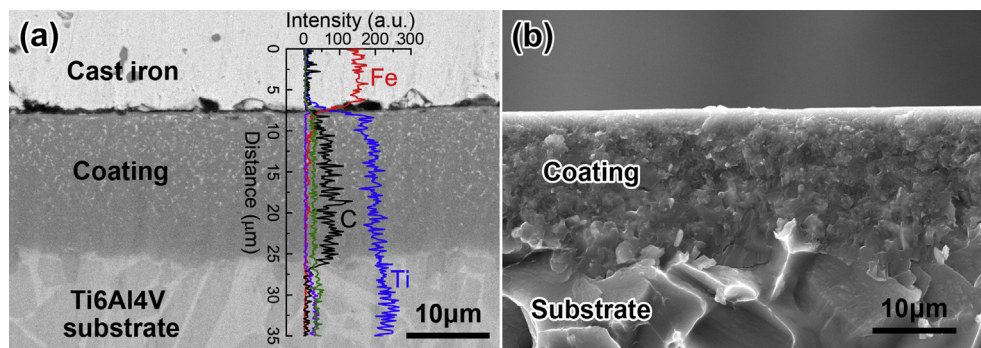 (a)
Intensity (a.u.)
0 100 200 300
Cast iron
Fe
Coating
C
Distance (μm)
0
5
10
15
20
25
30
35
Ti
Ti6Al4V
substrate
10μm
(b)
Coating
Substrate
10μm